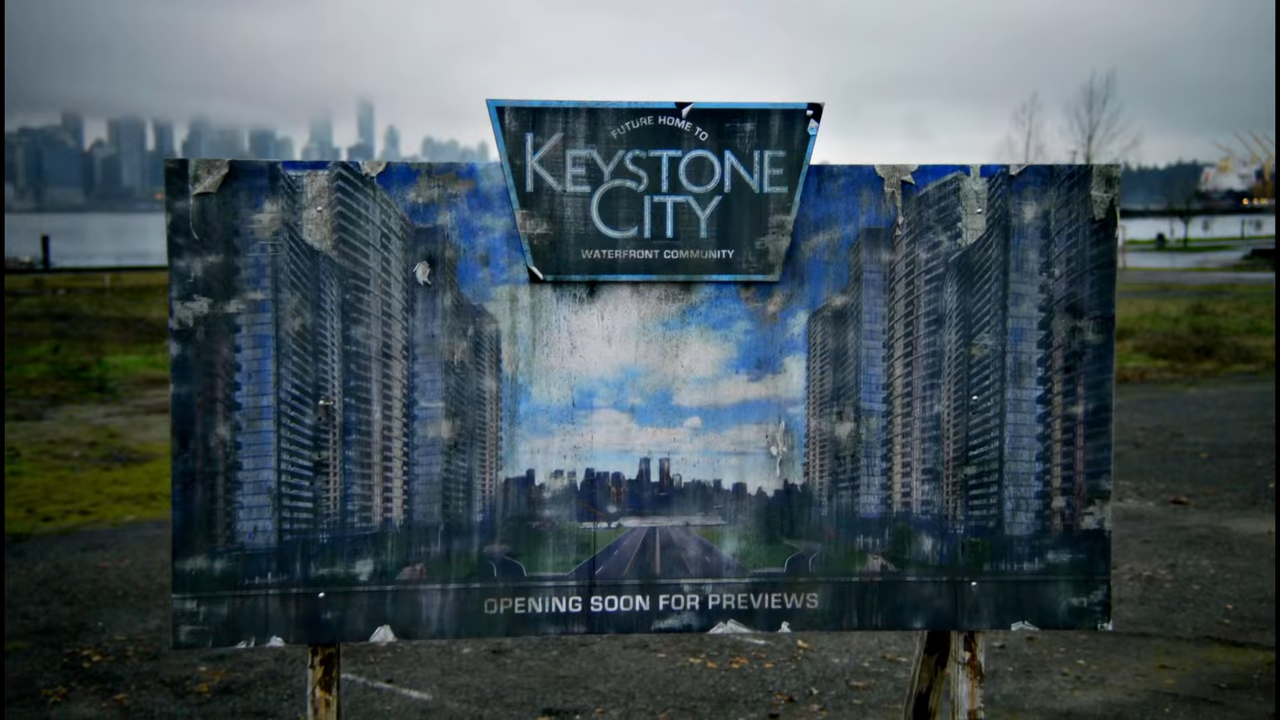 FUTURE HOME TO
KEYSTONE
CITY
WATERFRONT COMMUNITY
OPENING SOON FOR PREVIEWS